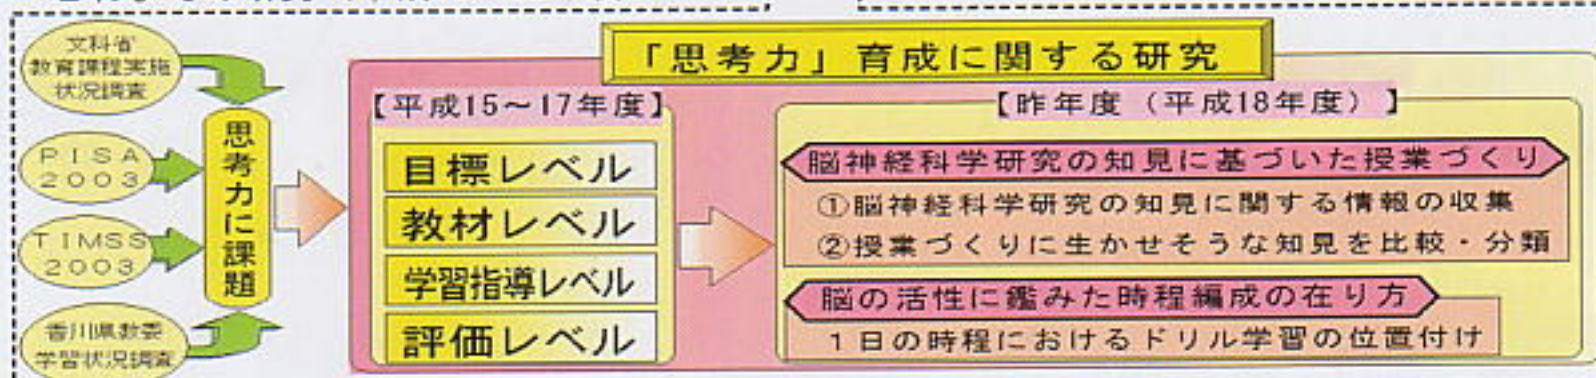 文科省
教育課程実施
状況調査
PISA
2003
TIMSS
2003
香川県教委
学習状況調査
思考力に課題
「思考力」育成に関する研究
【平成15～17年度】
目標レベル
教材レベル
学習指導レベル
評価レベル
【昨年度（平成18年度）】
脳神経科学研究の知見に基づいた授業づくり
①脳神経科学研究の知見に関する情報の収集
②授業づくりに生かせそうな知見を比較・分類
脳の活性に鑑みた時程編成の在り方
1日の時程におけるドリル学習の位置付け